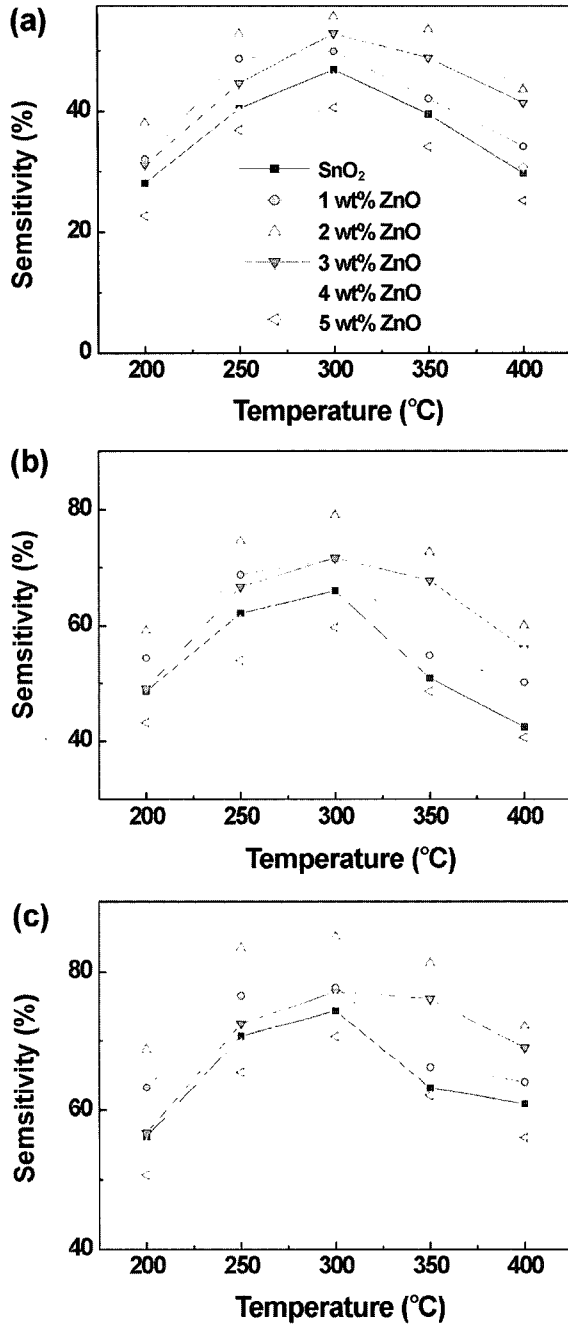 (a)
Semsitivity (%)
40
20
0
SnO₂
1 wt% ZnO
2 wt% ZnO
3 wt% ZnO
4 wt% ZnO
5 wt% ZnO
200 250 300 350 400
Temperature (°C)
(b)
Semsitivity (%)
80
60
40
200 250 300 350 400
Temperature (°C)
(c)
Semsitivity (%)
80
60
40
200 250 300 350 400
Temperature (°C)